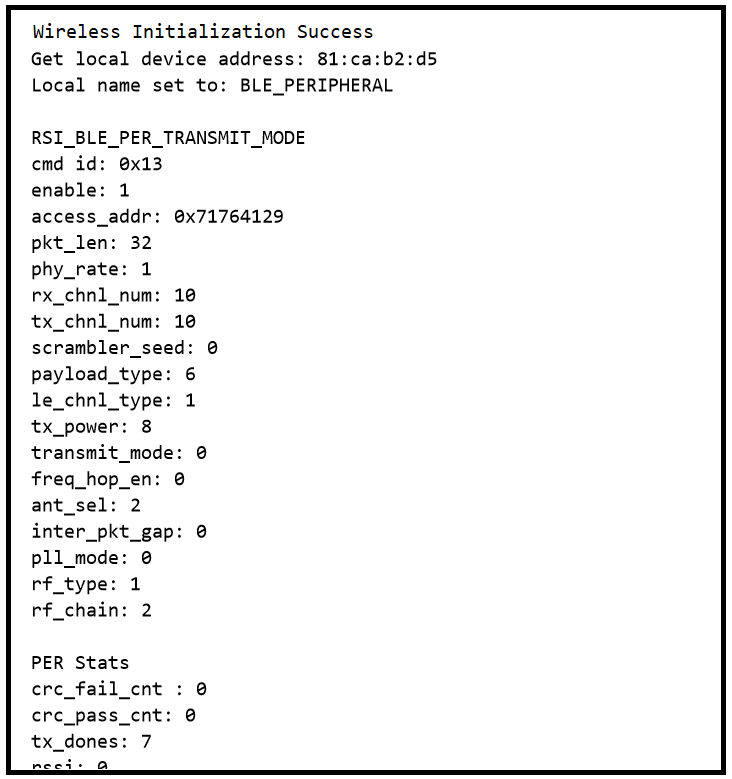 Wireless Initialization Success
Get local device address: 81:ca:b2:d5
Local name set to: BLE_PERIPHERAL
RSI_BLE_PER_TRANSMIT_MODE
cmd id: 0x13
enable: 1
access_addr: 0x71764129
pkt_len: 32
phy_rate: 1
rx_chnl_num: 10
tx_chnl_num: 10
scrambler_seed: 0
payload_type: 6
le_chnl_type: 1
tx_power: 8
transmit_mode: 0
freq_hop_en: 0
ant_sel: 2
inter_pkt_gap: 0
pll_mode: 0
rf_type: 1
rf_chain: 2
PER Stats
crc_fail_cnt : 0
crc_pass_cnt: 0
tx_dones: 7
rssi: 0